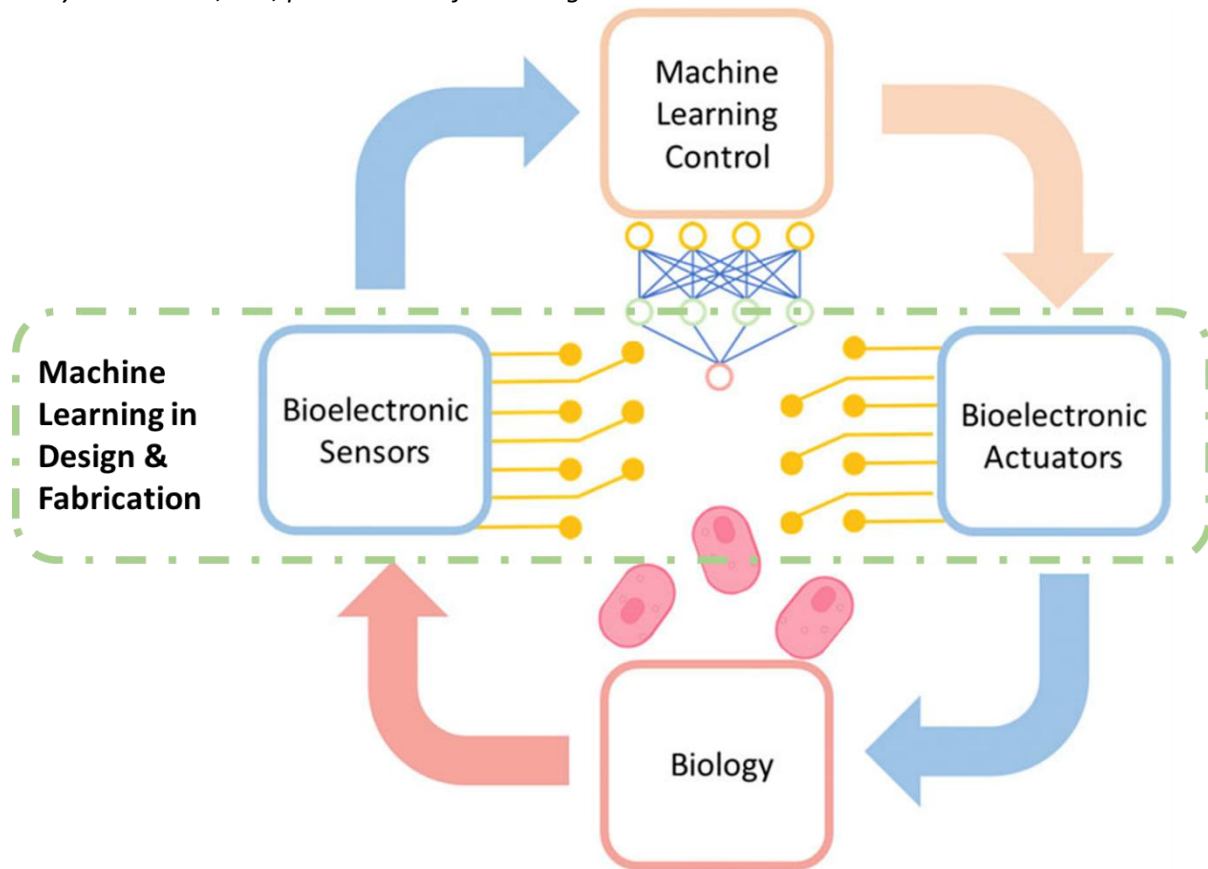 Machine
Learning
Control
Machine
Learning in
Design &
Fabrication
Bioelectronic
Sensors
Bioelectronic
Actuators
Biology